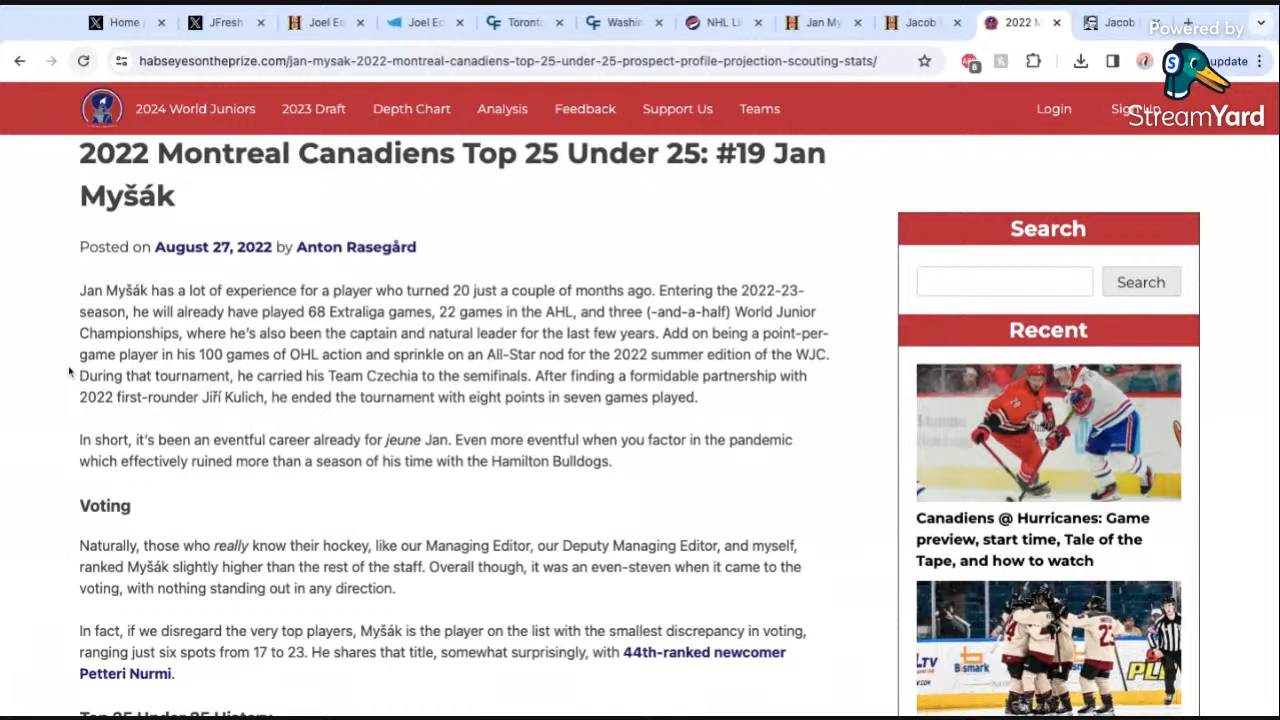 Home
JFresh
Joel Ec
Joel Ec
Toront
Washin
NHL Li
Jan My
Jacob
2022 M
Jacob
Powered by
habseyesontheprize.com/jan-mysak-2022-montreal-canadiens-top-25-under-25-prospect-profile-projection-scouting-stats/
6
S
update
StreamYard
2024 World Juniors
2023 Draft
Depth Chart
Analysis
Feedback
Support Us
Teams
Login
Sign Up
2022 Montreal Canadiens Top 25 Under 25: #19 Jan
Myšák
Posted on August 27, 2022 by Anton Rasegård
Jan Myšák has a lot of experience for a player who turned 20 just a couple of months ago. Entering the 2022-23-
season, he will already have played 68 Extraliga games, 22 games in the AHL, and three (-and-a-half) World Junior
Championships, where he's also been the captain and natural leader for the last few years. Add on being a point-per-
game player in his 100 games of OHL action and sprinkle on an All-Star nod for the 2022 summer edition of the WJC.
During that tournament, he carried his Team Czechia to the semifinals. After finding a formidable partnership with
2022 first-rounder Jiří Kulich, he ended the tournament with eight points in seven games played.
In short, it's been an eventful career already for jeune Jan. Even more eventful when you factor in the pandemic
which effectively ruined more than a season of his time with the Hamilton Bulldogs.
Voting
Naturally, those who really know their hockey, like our Managing Editor, our Deputy Managing Editor, and myself,
ranked Myšák slightly higher than the rest of the staff. Overall though, it was an even-steven when it came to the
voting, with nothing standing out in any direction.
In fact, if we disregard the very top players, Myšák is the player on the list with the smallest discrepancy in voting,
ranging just six spots from 17 to 23. He shares that title, somewhat surprisingly, with 44th-ranked newcomer
Petteri Nurmi.
Top 25 Under 25 History
Search
Search
Recent
Canadiens @ Hurricanes: Game
preview, start time, Tale of the
Tape, and how to watch